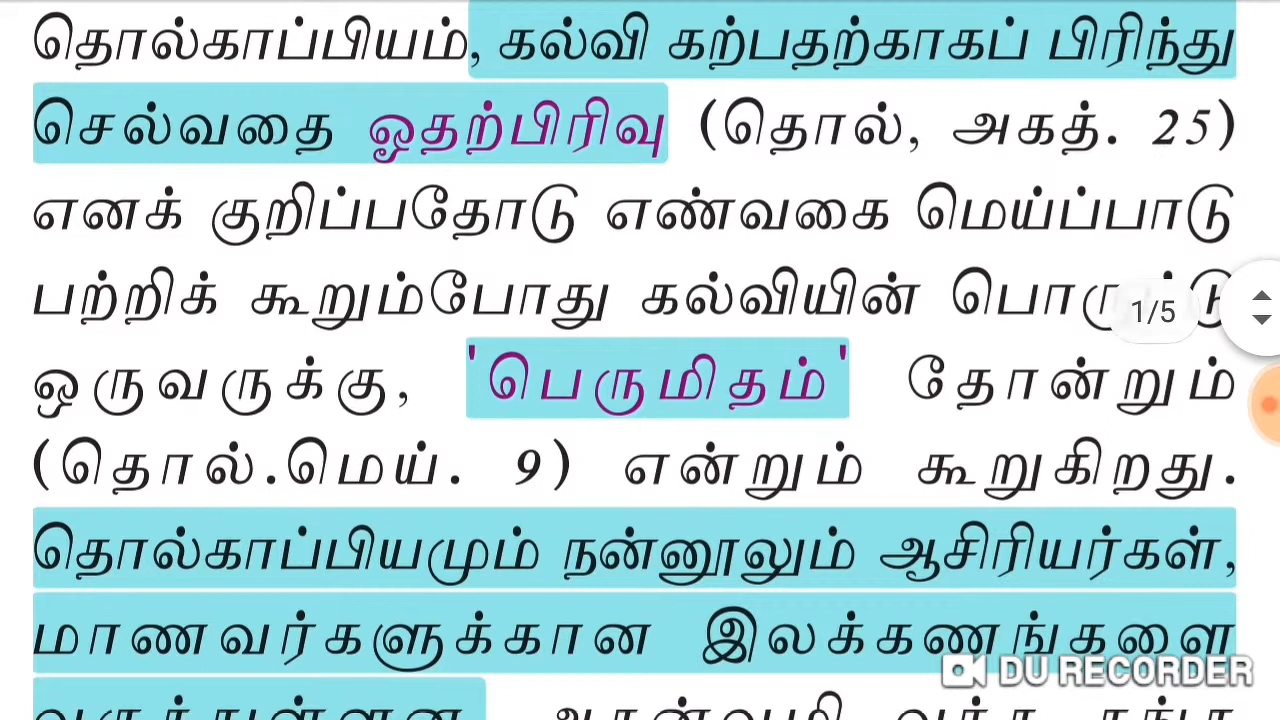 தொல்காப்பியம், கல்வி கற்பதற்காகப் பிரிந்து
செல்வதை ஓதற்பிரிவு (தொல், அகத். 25)
எனக் குறிப்பதோடு எண்வகை மெய்ப்பாடு
பற்றிக் கூறும்போது கல்வியின்
1/5
ஒருவருக்கு, 'பெருமிதம்' தோன்றும்
(தொல்.மெய். 9) என்றும் கூறுகிறது.
தொல்காப்பியமும் நன்னூலும் ஆசிரியர்கள்,
மாணவர்களுக்கான இலக்கணங்களை
DU RECORDER